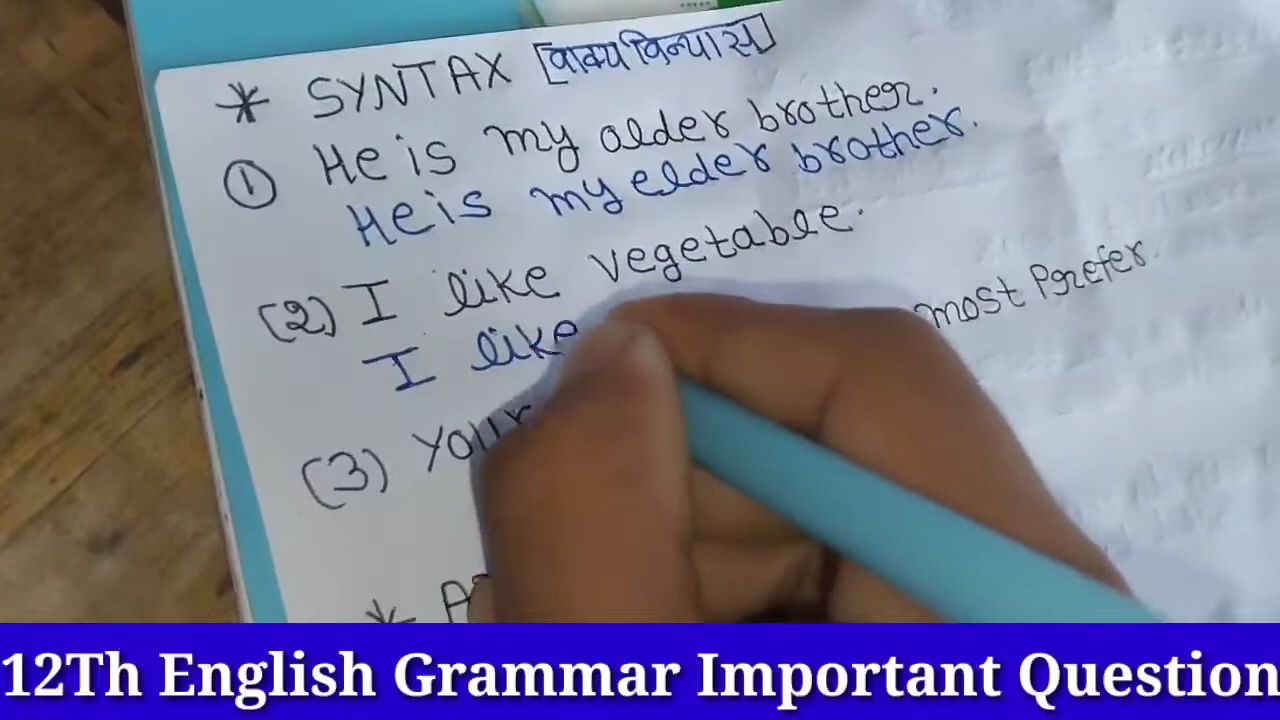 * SYNTAX [वाक्य विन्यास]
① He is my older brother.
He is my elder brother.
(2) I like vegetable.
I like
(3) Your most Prefer.
*
12Th English Grammar Important Question